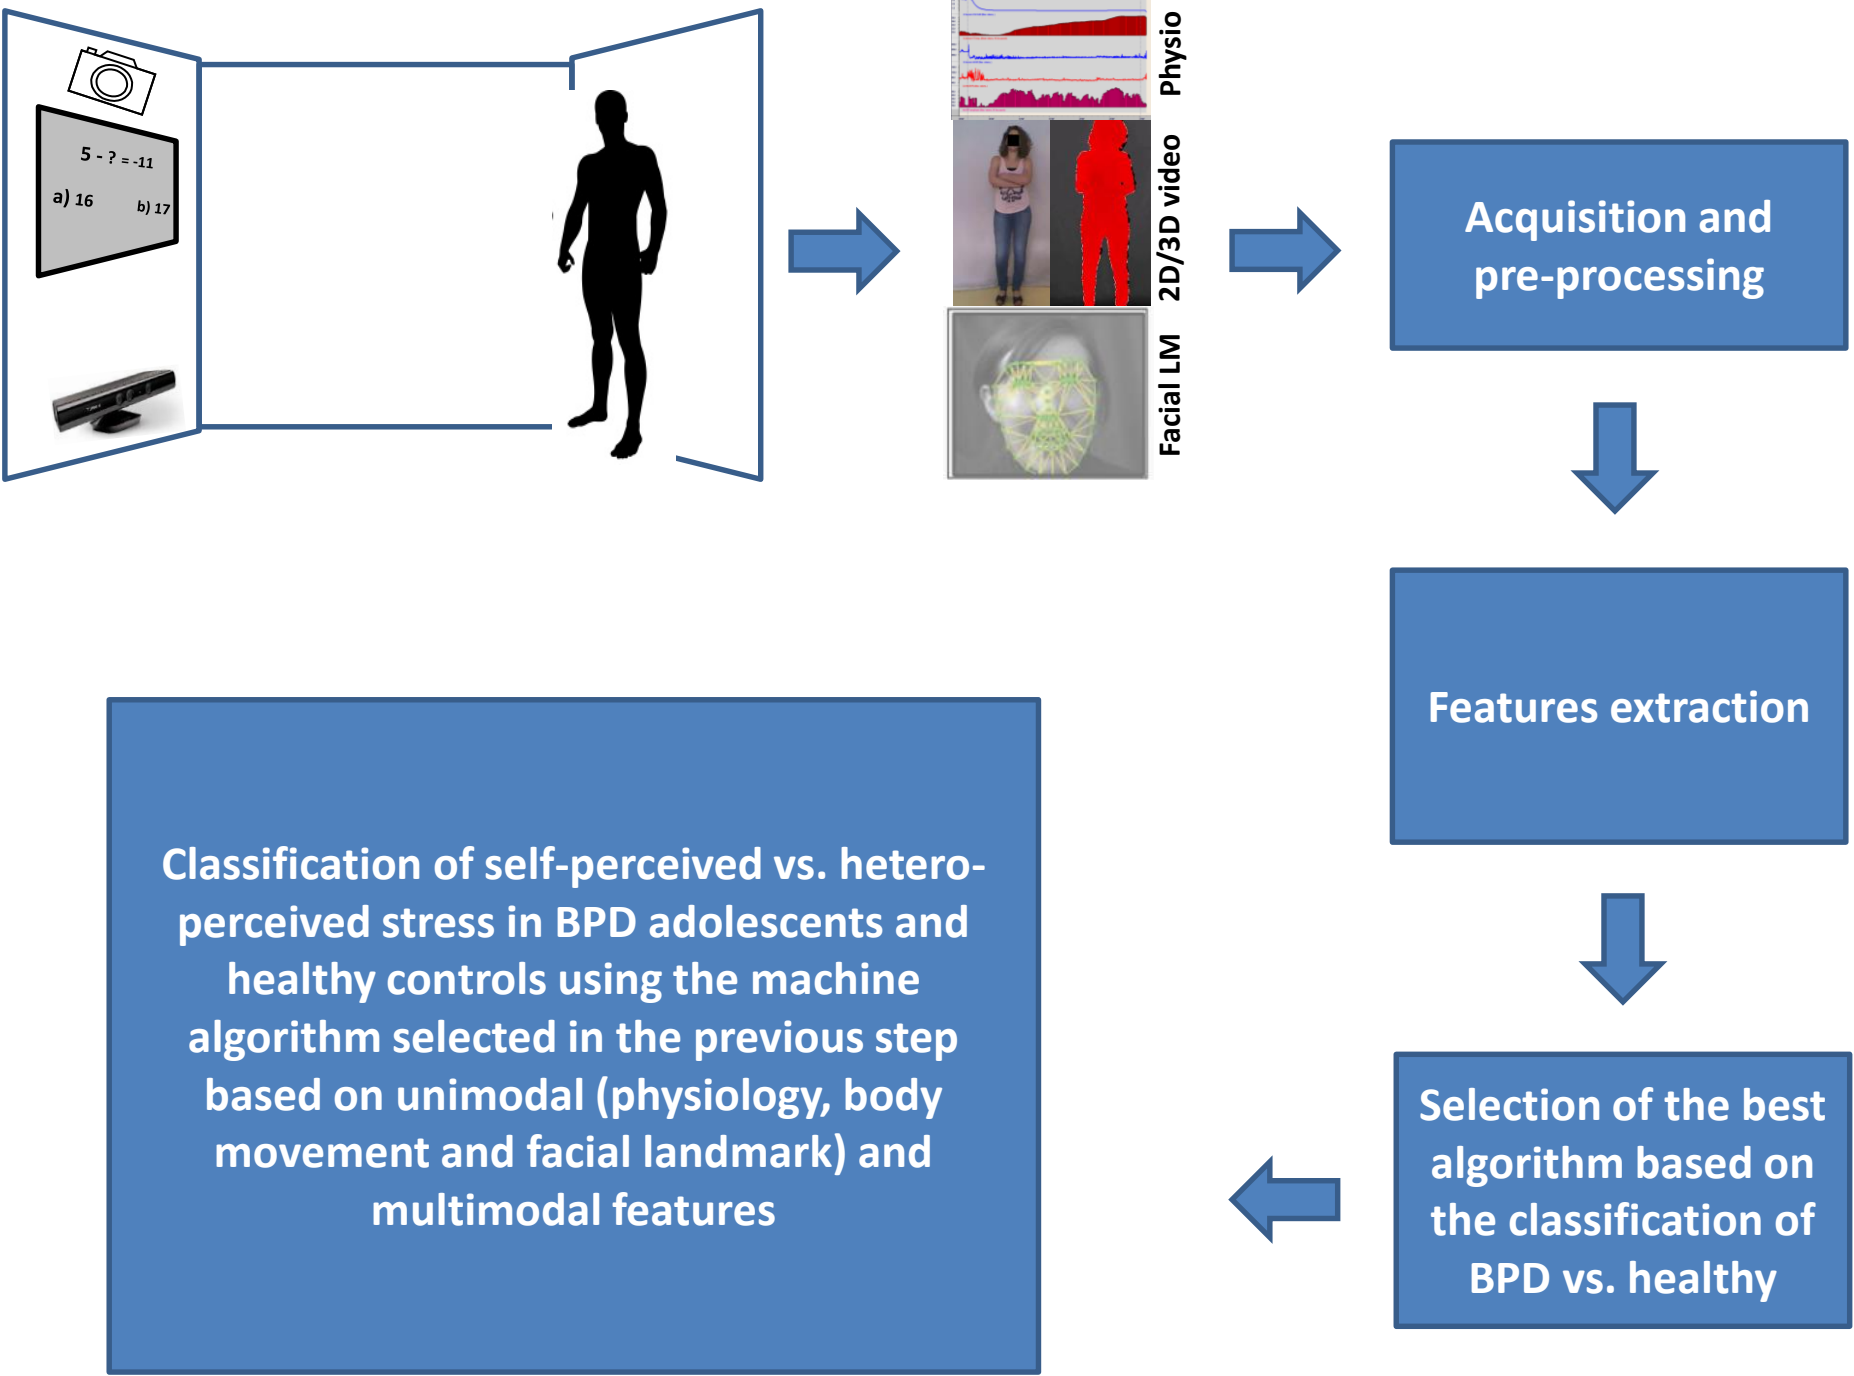 5 - ? = -11
a) 16
b) 17
Physio
2D/3D video
Facial LM
Acquisition and
pre-processing
Features extraction
Selection of the best
algorithm based on
the classification of
BPD vs. healthy
Classification of self-perceived vs. hetero-
perceived stress in BPD adolescents and
healthy controls using the machine
algorithm selected in the previous step
based on unimodal (physiology, body
movement and facial landmark) and
multimodal features